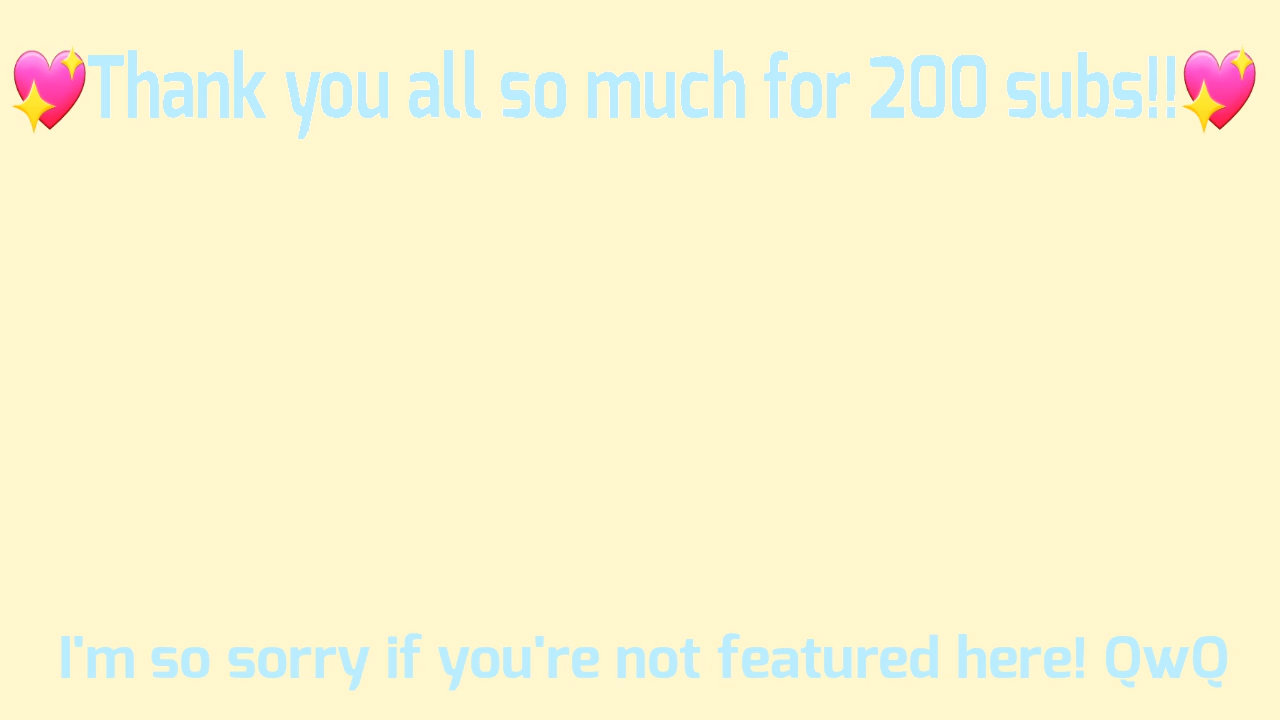 💖Thank you all so much for 200 subs!!💖
I'm so sorry if you're not featured here! QwQ